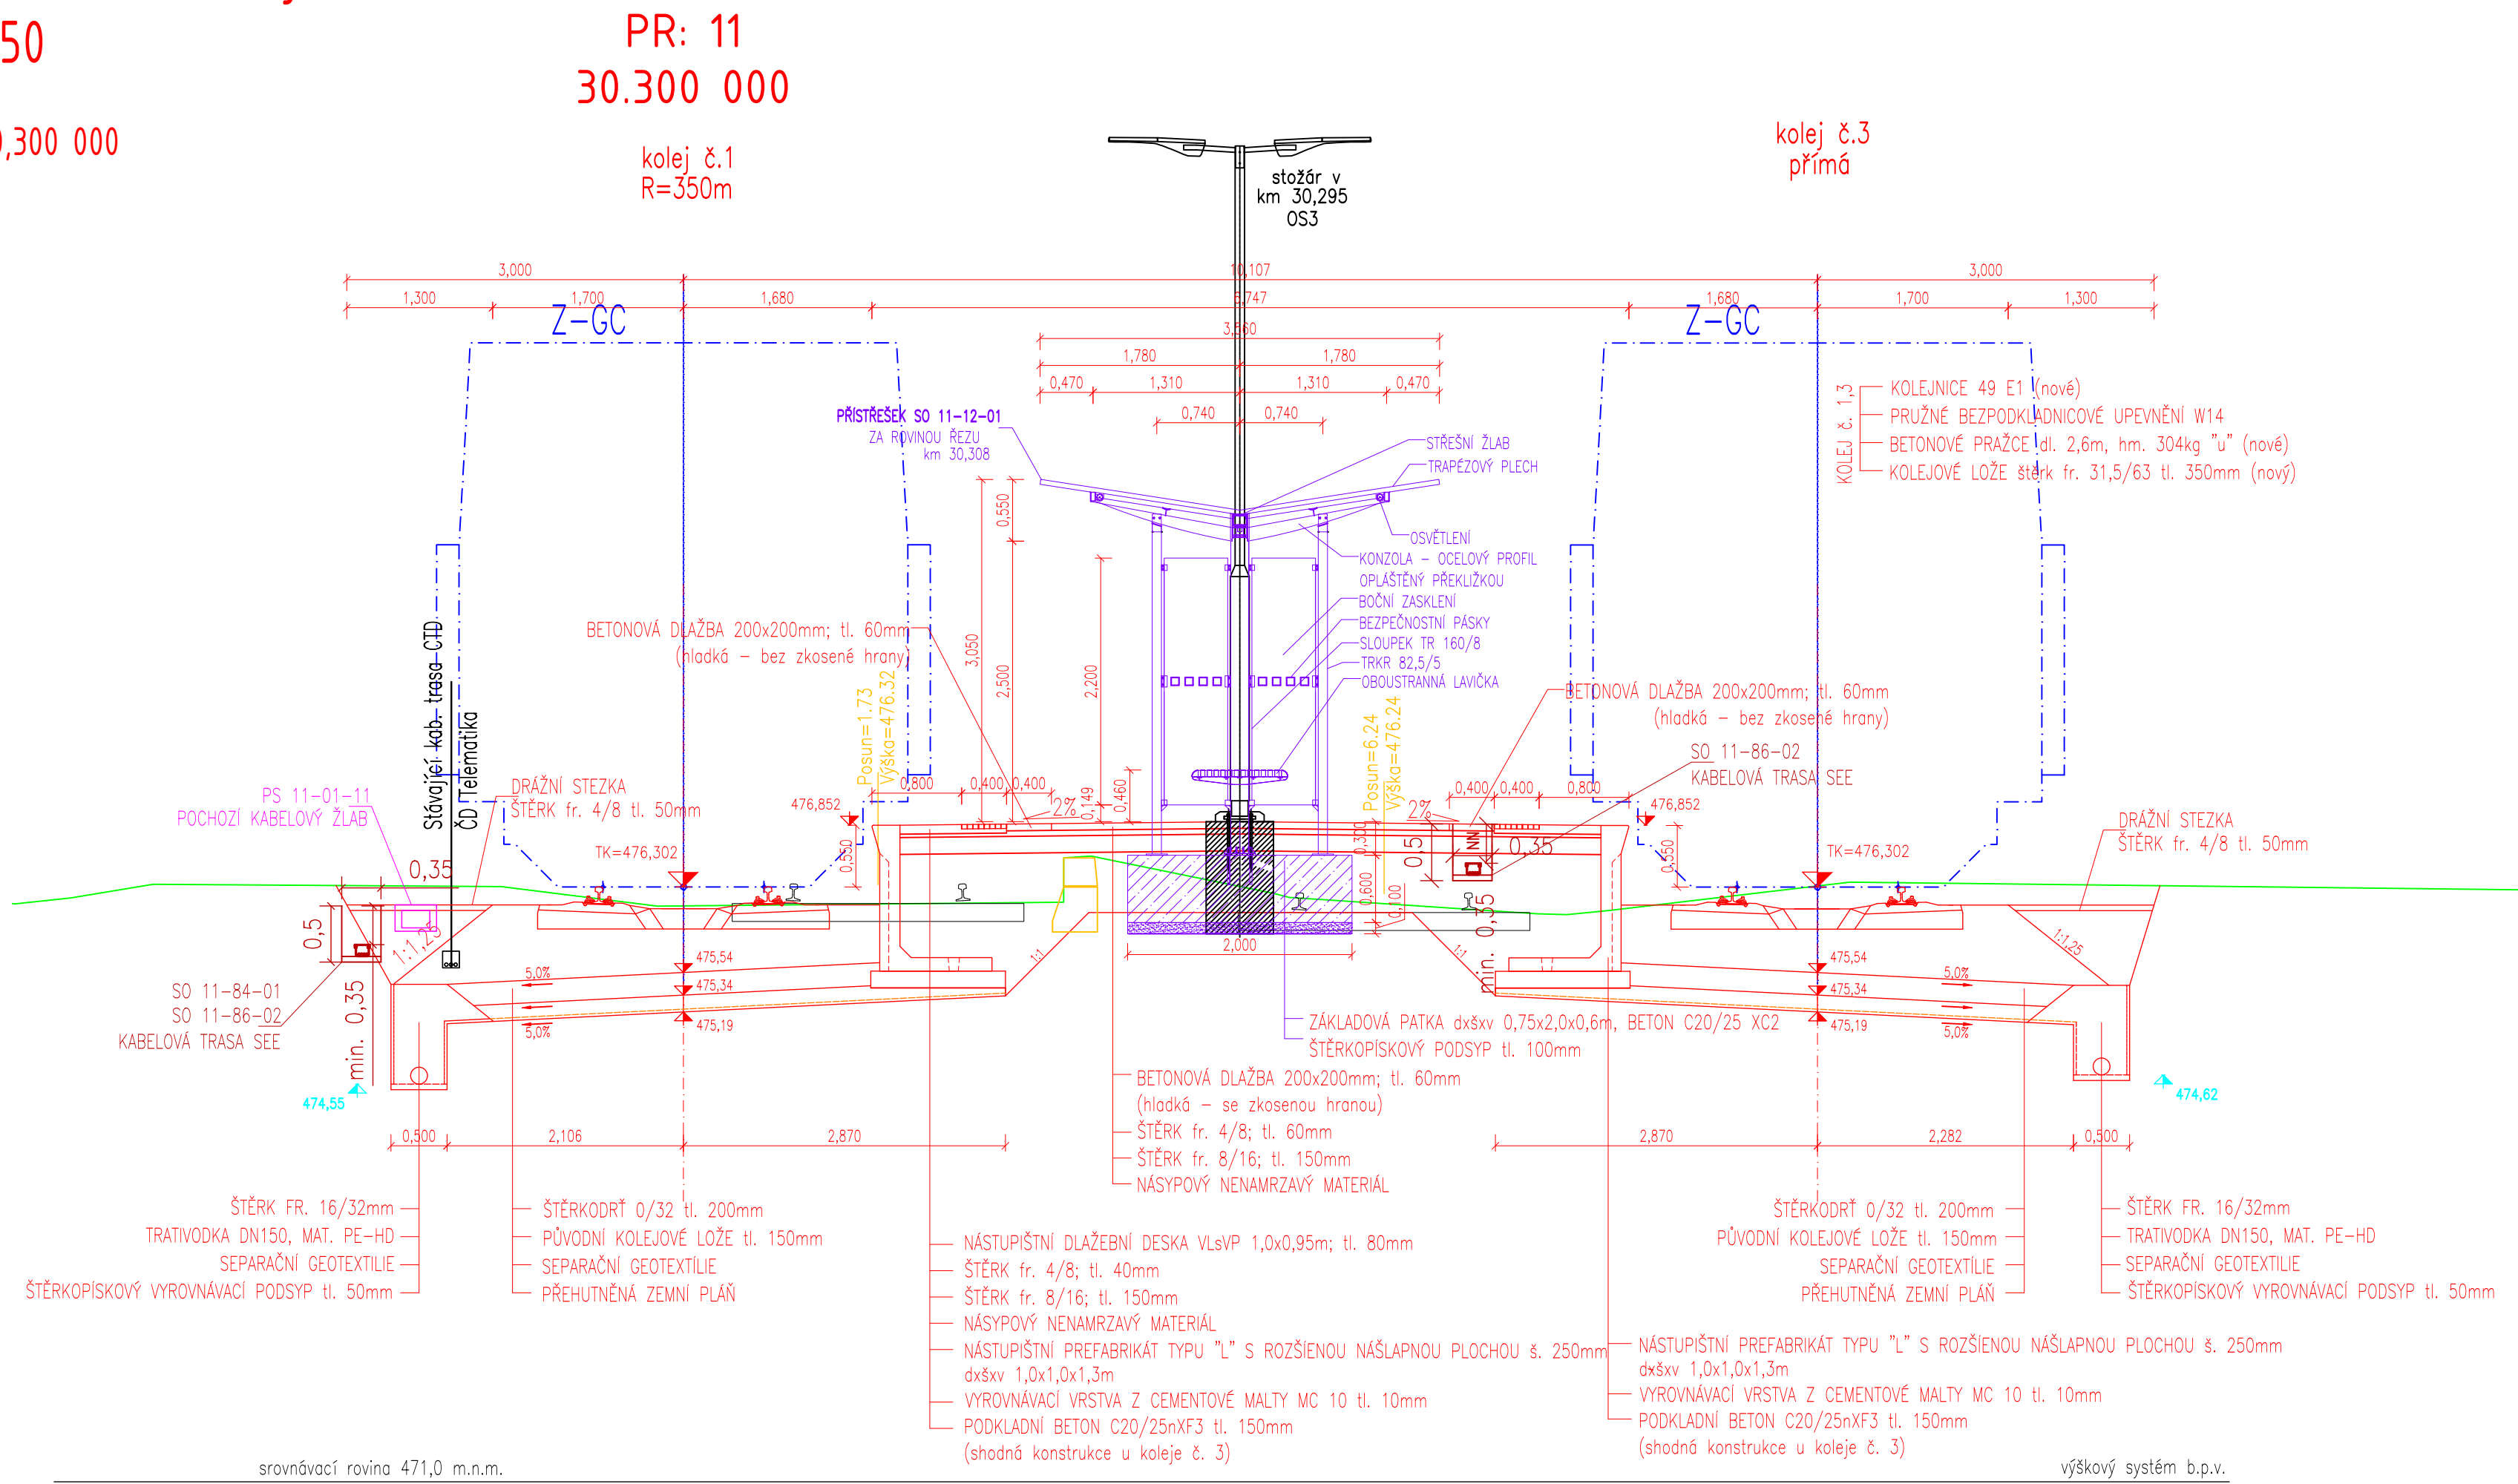 50
0,300 000
PR: 11
30.300 000
kolej č.1
R=350m
kolej č.3
přímá
stožár v
km 30,295
OS3
3,000
10,107
3,000
1,300
1,700
1,680
6,747
1,680
1,700
1,300
Z-GC
Z-GC
3,560
1,780
1,780
0,470
1,310
1,310
0,470
0,740
0,740
PŘÍSTŘEŠEK SO 11-12-01
ZA ROVINOU ŘEZU
km 30,308
STŘEŠNÍ ŽLAB
TRAPÉZOVÝ PLECH
OSVĚTLENÍ
KONZOLA - OCELOVÝ PROFIL
OPLÁŠTĚNÝ PŘEKLIŽKOU
BOČNÍ ZASKLENÍ
BEZPEČNOSTNÍ PÁSKY
SLOUPEK TR 160/8
TRKR 82,5/5
OBOUSTRANNÁ LAVIČKA
KOLEJ č. 1,3
KOLEJNICE 49 E1 (nové)
PRUŽNÉ BEZPODKLADNICOVÉ UPEVNĚNÍ W14
BETONOVÉ PRAŽCE dl. 2,6m, hm. 304kg "u" (nové)
KOLEJOVÉ LOŽE štěrk fr. 31,5/63 tl. 350mm (nový)
0,550
3,050
2,500
2,200
0,149
0,460
BETONOVÁ DLAŽBA 200x200mm; tl. 60mm
(hladká - bez zkosené hrany)
BETONOVÁ DLAŽBA 200x200mm; tl. 60mm
(hladká - bez zkosené hrany)
SO 11-86-02
KABELOVÁ TRASA SEE
Stávající kab. trasa CTD
ČD Telematika
Posun=1.73
Výška=476.32
Posun=6.24
Výška=476.24
PS 11-01-11
POCHOZÍ KABELOVÝ ŽLAB
DRÁŽNÍ STEZKA
ŠTĚRK fr. 4/8 tl. 50mm
DRÁŽNÍ STEZKA
ŠTĚRK fr. 4/8 tl. 50mm
0,800
0,400
0,400
2%
2%
0,400
0,400
0,800
476,852
476,852
0,550
0,550
TK=476,302
TK=476,302
0,300
0,600
0,100
0,5
NN
0,35
min. 0,35
0,35
0,5
1:1,25
1:1,25
min. 0,35
2,000
1:1
1:1
475,54
475,34
475,19
5,0%
5,0%
475,54
475,34
475,19
5,0%
5,0%
SO 11-84-01
SO 11-86-02
KABELOVÁ TRASA SEE
474,55
474,62
ZÁKLADOVÁ PATKA dxšxv 0,75x2,0x0,6m, BETON C20/25 XC2
ŠTĚRKOPÍSKOVÝ PODSYP tl. 100mm
BETONOVÁ DLAŽBA 200x200mm; tl. 60mm
(hladká - se zkosenou hranou)
ŠTĚRK fr. 4/8; tl. 60mm
ŠTĚRK fr. 8/16; tl. 150mm
NÁSYPOVÝ NENAMRZAVÝ MATERIÁL
0,500
2,106
2,870
2,870
2,282
0,500
ŠTĚRK FR. 16/32mm
TRATIVODKA DN150, MAT. PE-HD
SEPARAČNÍ GEOTEXTILIE
ŠTĚRKOPÍSKOVÝ VYROVNÁVACÍ PODSYP tl. 50mm
ŠTĚRKODRŤ 0/32 tl. 200mm
PŮVODNÍ KOLEJOVÉ LOŽE tl. 150mm
SEPARAČNÍ GEOTEXTÍLIE
PŘEHUTNĚNÁ ZEMNÍ PLÁŇ
ŠTĚRKODRŤ 0/32 tl. 200mm
PŮVODNÍ KOLEJOVÉ LOŽE tl. 150mm
SEPARAČNÍ GEOTEXTÍLIE
PŘEHUTNĚNÁ ZEMNÍ PLÁŇ
ŠTĚRK FR. 16/32mm
TRATIVODKA DN150, MAT. PE-HD
SEPARAČNÍ GEOTEXTILIE
ŠTĚRKOPÍSKOVÝ VYROVNÁVACÍ PODSYP tl. 50mm
NÁSTUPIŠTNÍ DLAŽEBNÍ DESKA VLsVP 1,0x0,95m; tl. 80mm
ŠTĚRK fr. 4/8; tl. 40mm
ŠTĚRK fr. 8/16; tl. 150mm
NÁSYPOVÝ NENAMRZAVÝ MATERIÁL
NÁSTUPIŠTNÍ PREFABRIKÁT TYPU "L" S ROZŠÍENOU NÁŠLAPNOU PLOCHOU š. 250mm
dxšxv 1,0x1,0x1,3m
VYROVNÁVACÍ VRSTVA Z CEMENTOVÉ MALTY MC 10 tl. 10mm
PODKLADNÍ BETON C20/25nXF3 tl. 150mm
(shodná konstrukce u koleje č. 3)
NÁSTUPIŠTNÍ PREFABRIKÁT TYPU "L" S ROZŠÍENOU NÁŠLAPNOU PLOCHOU š. 250mm
dxšxv 1,0x1,0x1,3m
VYROVNÁVACÍ VRSTVA Z CEMENTOVÉ MALTY MC 10 tl. 10mm
PODKLADNÍ BETON C20/25nXF3 tl. 150mm
(shodná konstrukce u koleje č. 3)
srovnávací rovina 471,0 m.n.m.
výškový systém b.p.v.